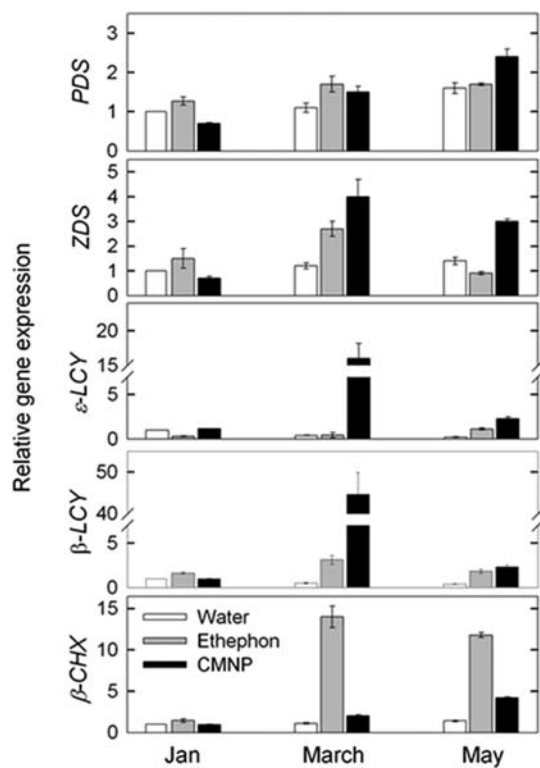 Relative gene expression
PDS
3
2
1
0
ZDS
5
4
3
2
1
0
ε-LCY
20
15
5
0
β-LCY
50
40
5
0
β-CHX
15
10
5
0
Water
Ethephon
CMNP
Jan March May